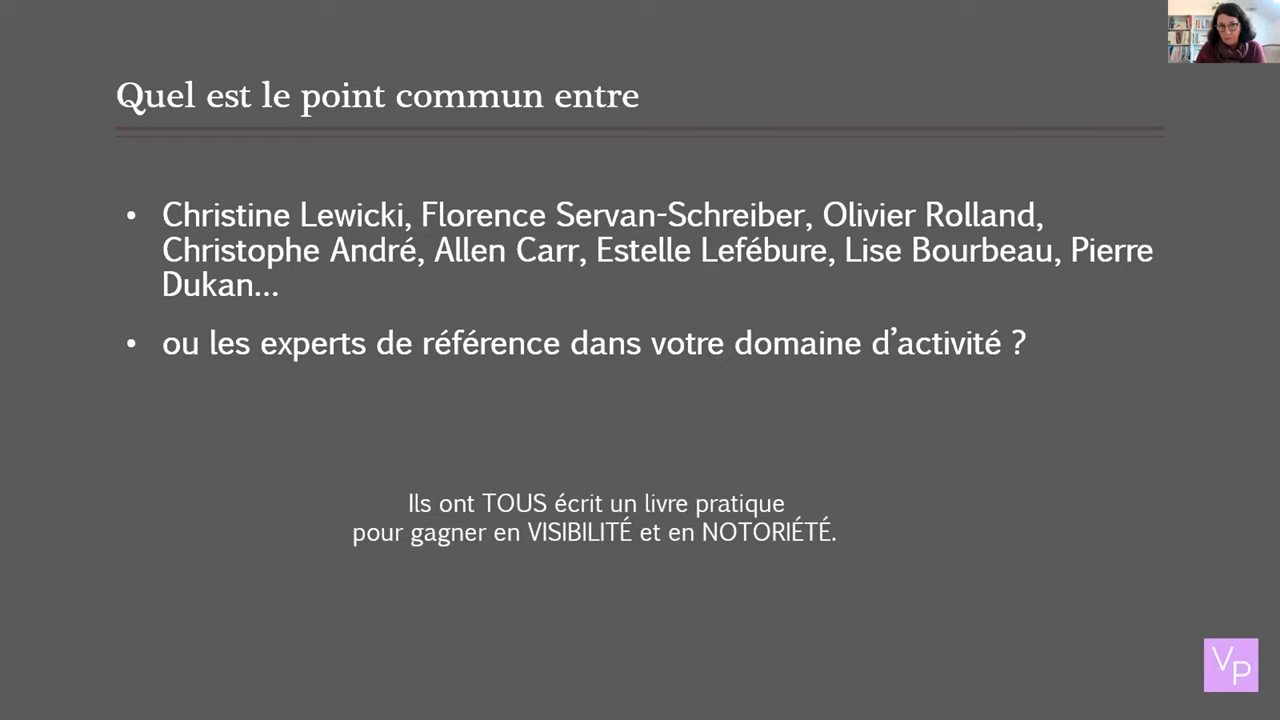 Quel est le point commun entre
• Christine Lewicki, Florence Servan-Schreiber, Olivier Rolland,
Christophe André, Allen Carr, Estelle Lefébure, Lise Bourbeau, Pierre
Dukan...
• ou les experts de référence dans votre domaine d’activité ?
Ils ont TOUS écrit un livre pratique
pour gagner en VISIBILITÉ et en NOTORIÉTÉ.
VP